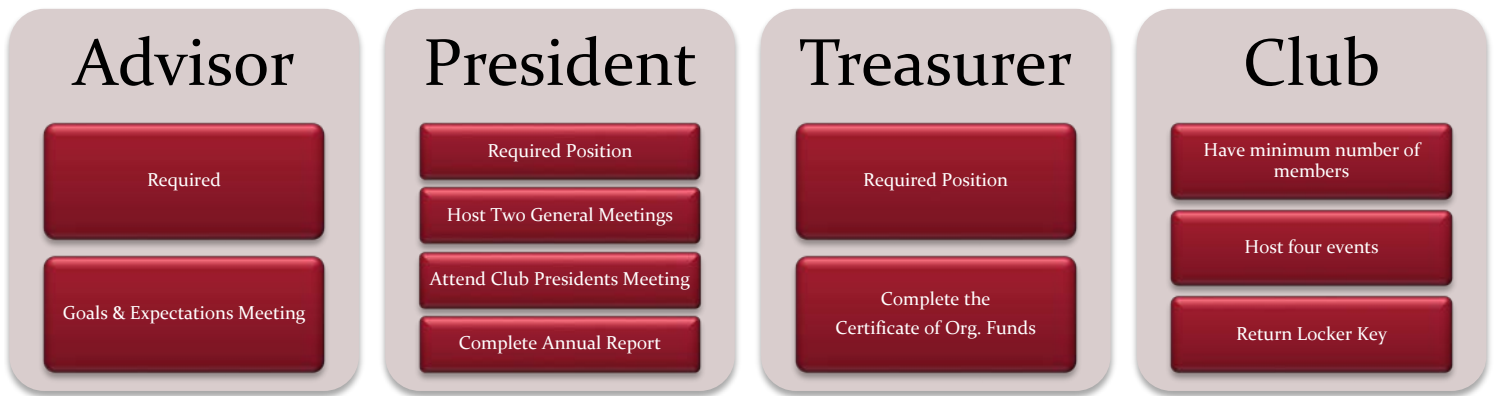 Advisor
Required
Goals & Expectations Meeting
President
Required Position
Host Two General Meetings
Attend Club Presidents Meeting
Complete Annual Report
Treasurer
Required Position
Complete the
Certificate of Org. Funds
Club
Have minimum number of
members
Host four events
Return Locker Key